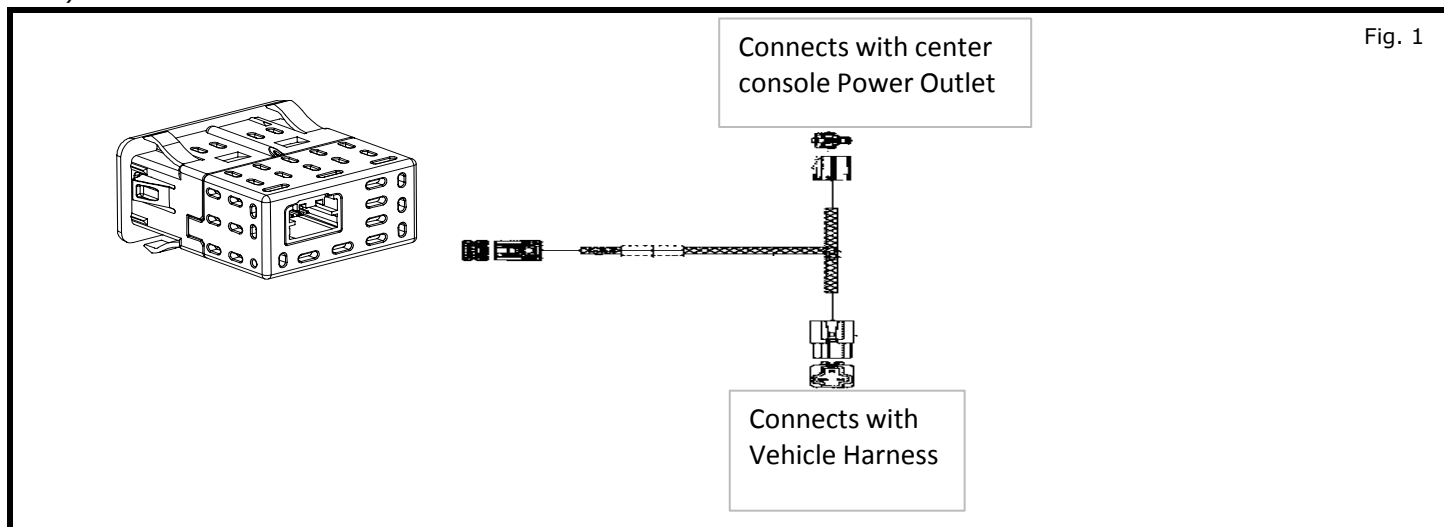 Fig. 1
Connects with center
console Power Outlet
Connects with
Vehicle Harness